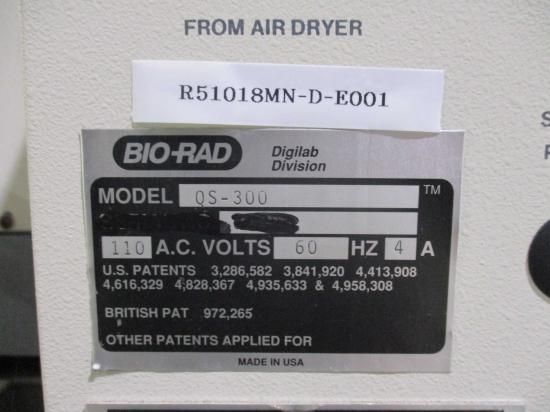 FROM AIR DRYER
R51018MN-D-E001
BIO-RAD Digilab
Division
MODEL QS-300 TM
110 A.C. VOLTS 60 HZ 4 A
U.S. PATENTS 3,286,582 3,841,920 4,413,908
4,616,329 4,828,367 4,935,633 & 4,958,308
BRITISH PAT 972,265
OTHER PATENTS APPLIED FOR
MADE IN USA